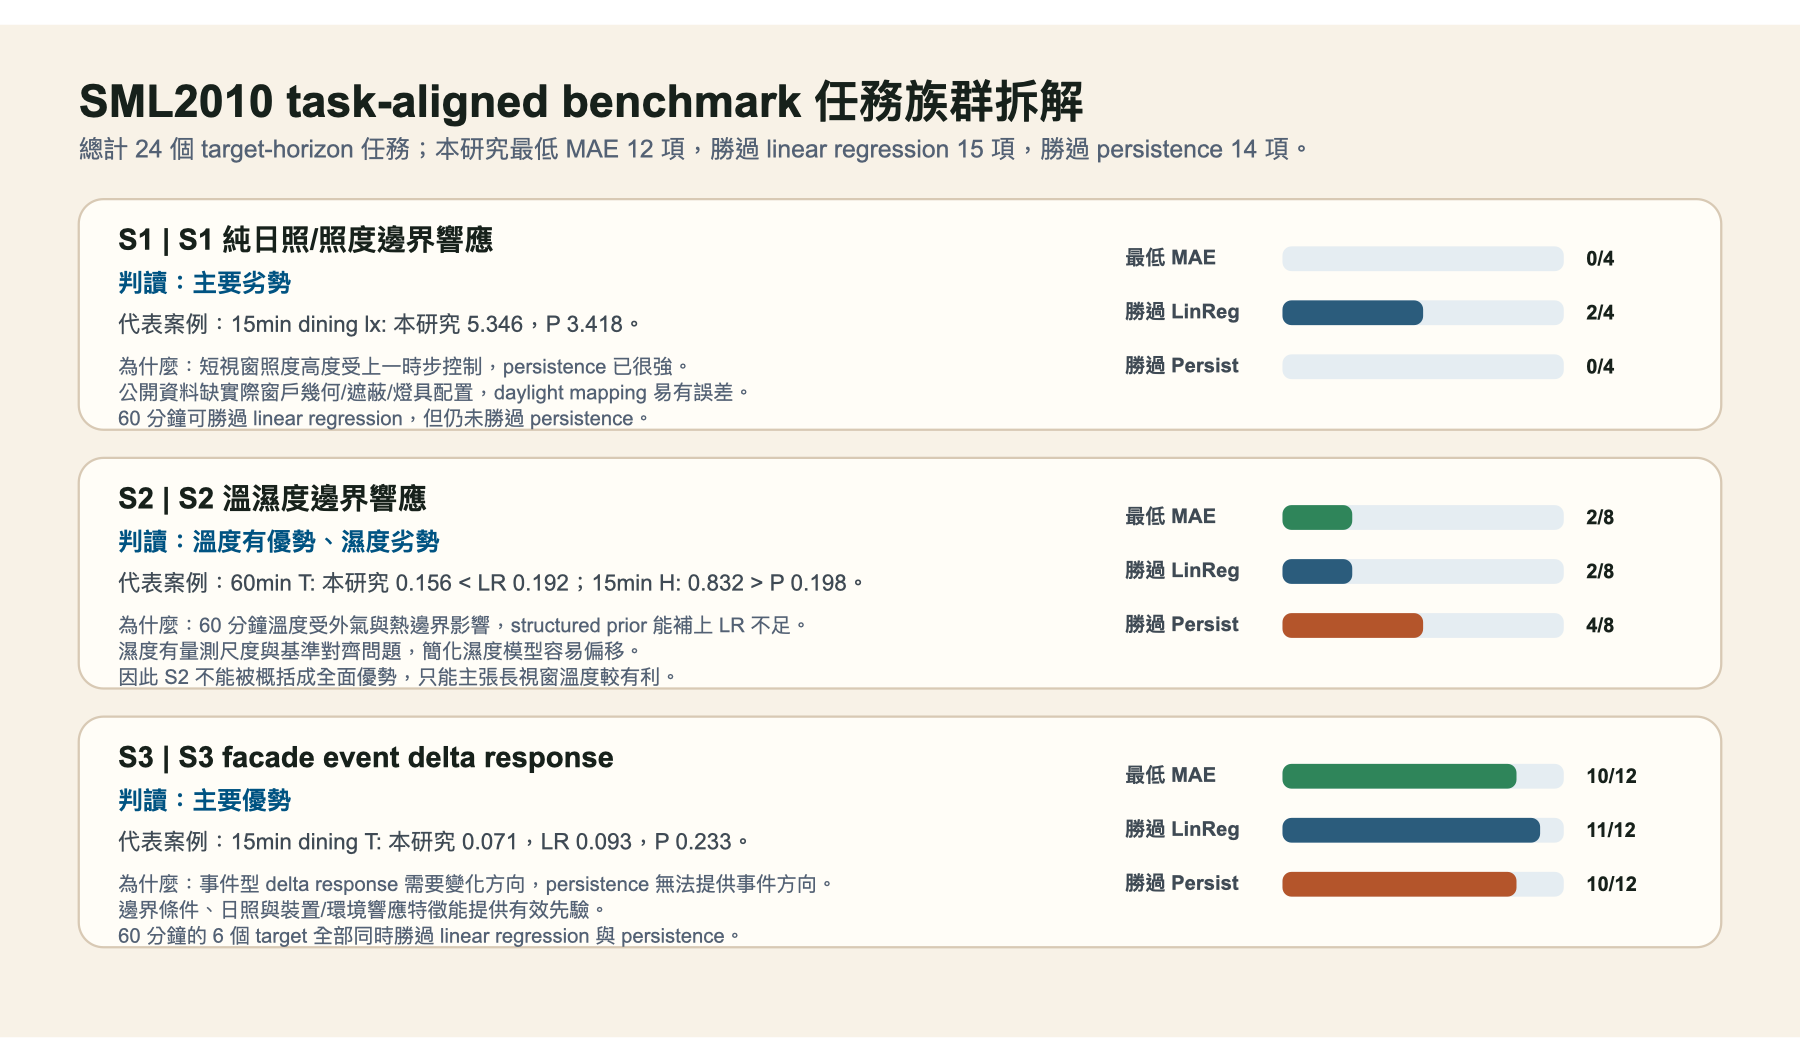 SML2010 task-aligned benchmark 任務族群拆解
總計 24 個 target-horizon 任務；本研究最低 MAE 12 項，勝過 linear regression 15 項，勝過 persistence 14 項。
S1 | S1 純日照/照度邊界響應
判讀：主要劣勢
代表案例：15min dining lx: 本研究 5.346，P 3.418。
為什麼：短視窗照度高度受上一時步控制，persistence 已很強。
公開資料缺實際窗戶幾何/遮蔽/燈具配置，daylight mapping 易有誤差。
60 分鐘可勝過 linear regression，但仍未勝過 persistence。
最低 MAE 0/4
勝過 LinReg 2/4
勝過 Persist 0/4
S2 | S2 溫濕度邊界響應
判讀：溫度有優勢、濕度劣勢
代表案例：60min T: 本研究 0.156 < LR 0.192；15min H: 0.832 > P 0.198。
為什麼：60 分鐘溫度受外氣與熱邊界影響，structured prior 能補上 LR 不足。
濕度有量測尺度與基準對齊問題，簡化濕度模型容易偏移。
因此 S2 不能被概括成全面優勢，只能主張長視窗溫度較有利。
最低 MAE 2/8
勝過 LinReg 2/8
勝過 Persist 4/8
S3 | S3 facade event delta response
判讀：主要優勢
代表案例：15min dining T: 本研究 0.071，LR 0.093，P 0.233。
為什麼：事件型 delta response 需要變化方向，persistence 無法提供事件方向。
邊界條件、日照與裝置/環境響應特徵能提供有效先驗。
60 分鐘的 6 個 target 全部同時勝過 linear regression 與 persistence。
最低 MAE 10/12
勝過 LinReg 11/12
勝過 Persist 10/12